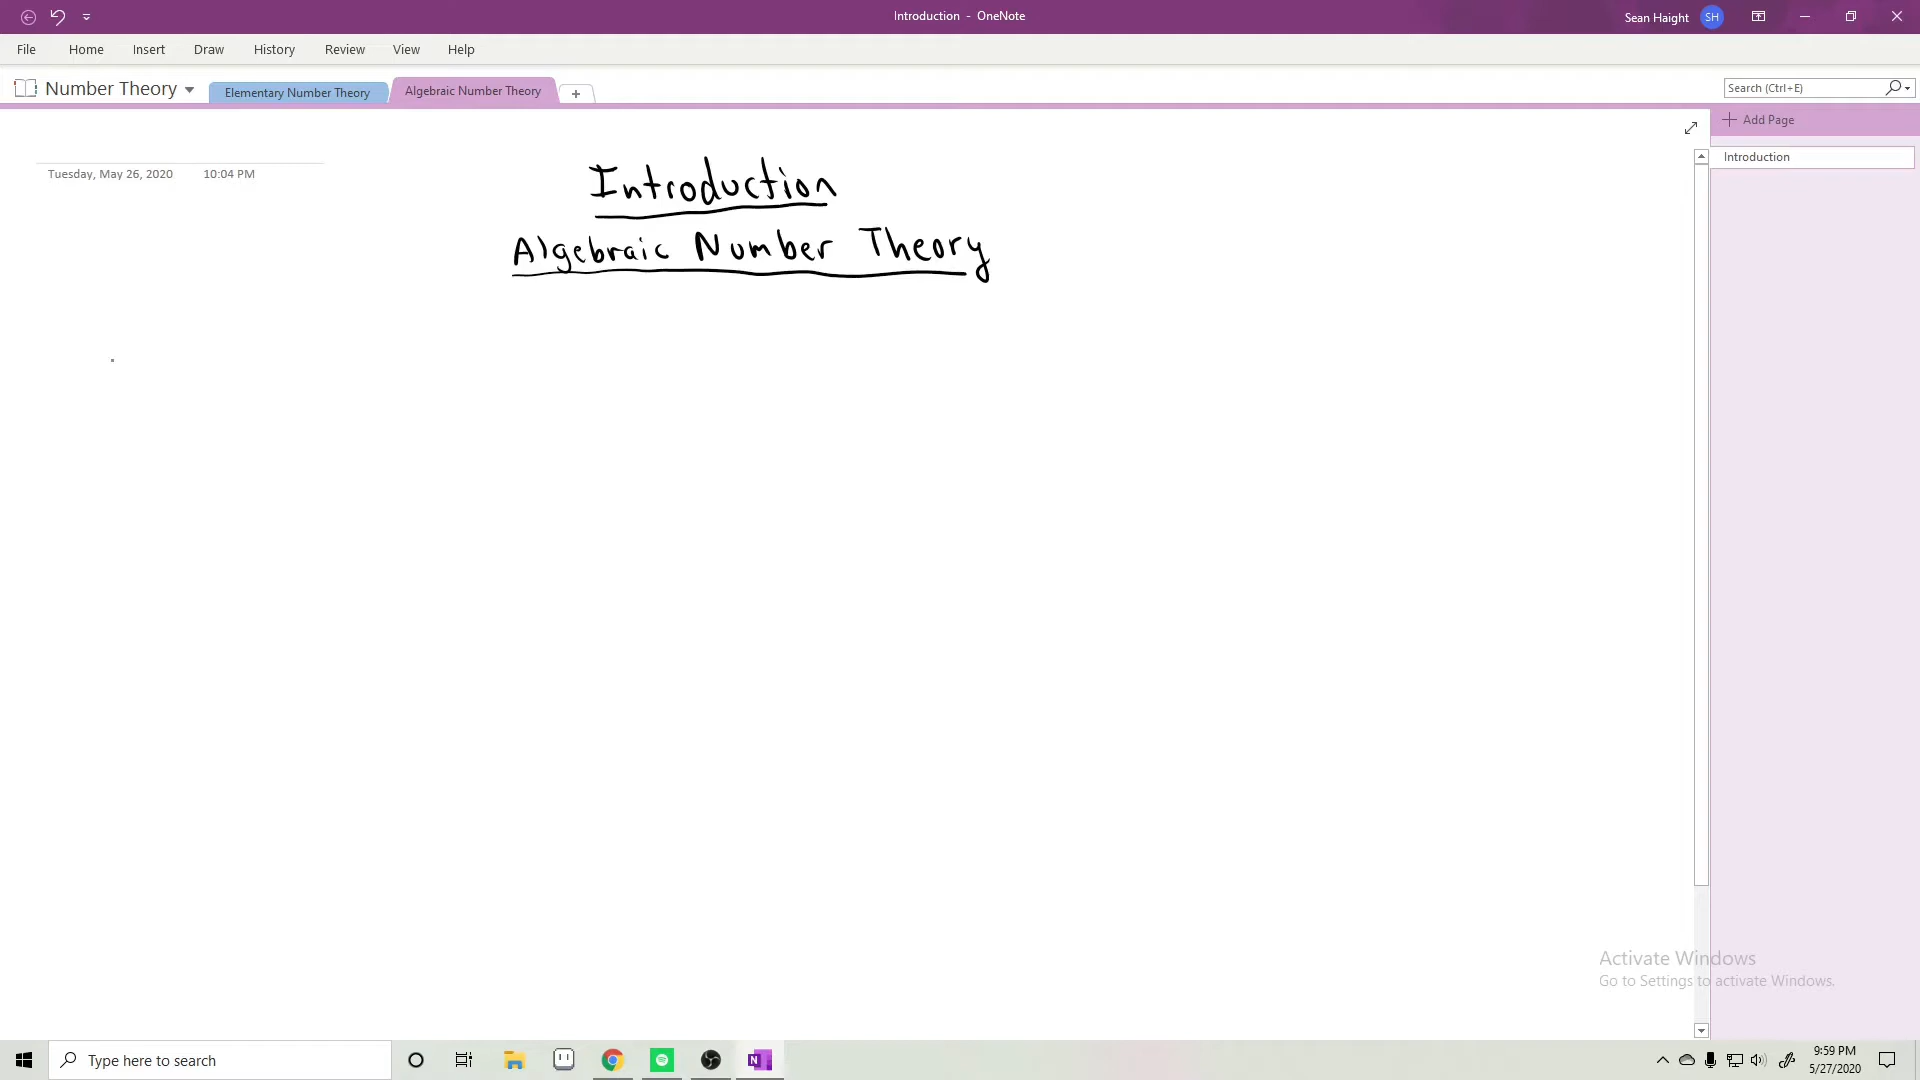 Introduction - OneNote
Sean Haight
SH
File Home Insert Draw History Review View Help
Number Theory
Elementary Number Theory
Algebraic Number Theory
Search (Ctrl+E)
Add Page
Introduction
Tuesday, May 26, 2020 10:04 PM
Introduction
Algebraic Number Theory
Activate Windows
Go to Settings to activate Windows.
Type here to search
N
9:59 PM
5/27/2020